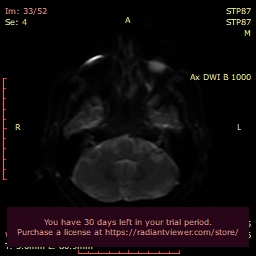 Im: 33/52
Se: 4
STP87
STP87
M
A
Ax DWI B 1000
R
L
You have 30 days left in your trial period.
Purchase a license at https://radiantviewer.com/store/